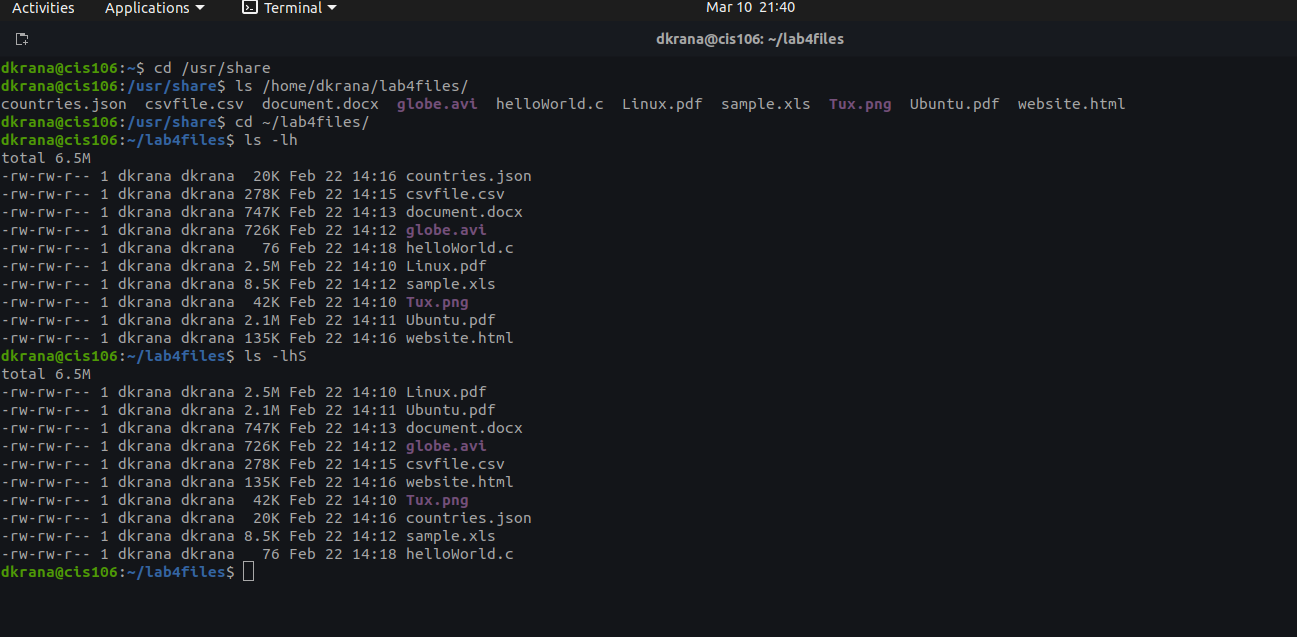 Activities Applications Terminal Mar 10 21:40
dkrana@cis106: ~/lab4files
dkrana@cis106:~$ cd /usr/share
dkrana@cis106:/usr/share$ ls /home/dkrana/lab4files/
countries.json csvfile.csv document.docx globe.avi helloWorld.c Linux.pdf sample.xls Tux.png Ubuntu.pdf website.html
dkrana@cis106:/usr/share$ cd ~/lab4files/
dkrana@cis106:~/lab4files$ ls -lh
total 6.5M
-rw-rw-r-- 1 dkrana dkrana  20K Feb 22 14:16 countries.json
-rw-rw-r-- 1 dkrana dkrana 278K Feb 22 14:15 csvfile.csv
-rw-rw-r-- 1 dkrana dkrana 747K Feb 22 14:13 document.docx
-rw-rw-r-- 1 dkrana dkrana 726K Feb 22 14:12 globe.avi
-rw-rw-r-- 1 dkrana dkrana   76 Feb 22 14:18 helloWorld.c
-rw-rw-r-- 1 dkrana dkrana 2.5M Feb 22 14:10 Linux.pdf
-rw-rw-r-- 1 dkrana dkrana 8.5K Feb 22 14:12 sample.xls
-rw-rw-r-- 1 dkrana dkrana  42K Feb 22 14:10 Tux.png
-rw-rw-r-- 1 dkrana dkrana 2.1M Feb 22 14:11 Ubuntu.pdf
-rw-rw-r-- 1 dkrana dkrana 135K Feb 22 14:16 website.html
dkrana@cis106:~/lab4files$ ls -lhS
total 6.5M
-rw-rw-r-- 1 dkrana dkrana 2.5M Feb 22 14:10 Linux.pdf
-rw-rw-r-- 1 dkrana dkrana 2.1M Feb 22 14:11 Ubuntu.pdf
-rw-rw-r-- 1 dkrana dkrana 747K Feb 22 14:13 document.docx
-rw-rw-r-- 1 dkrana dkrana 726K Feb 22 14:12 globe.avi
-rw-rw-r-- 1 dkrana dkrana 278K Feb 22 14:15 csvfile.csv
-rw-rw-r-- 1 dkrana dkrana 135K Feb 22 14:16 website.html
-rw-rw-r-- 1 dkrana dkrana  42K Feb 22 14:10 Tux.png
-rw-rw-r-- 1 dkrana dkrana  20K Feb 22 14:16 countries.json
-rw-rw-r-- 1 dkrana dkrana 8.5K Feb 22 14:12 sample.xls
-rw-rw-r-- 1 dkrana dkrana   76 Feb 22 14:18 helloWorld.c
dkrana@cis106:~/lab4files$